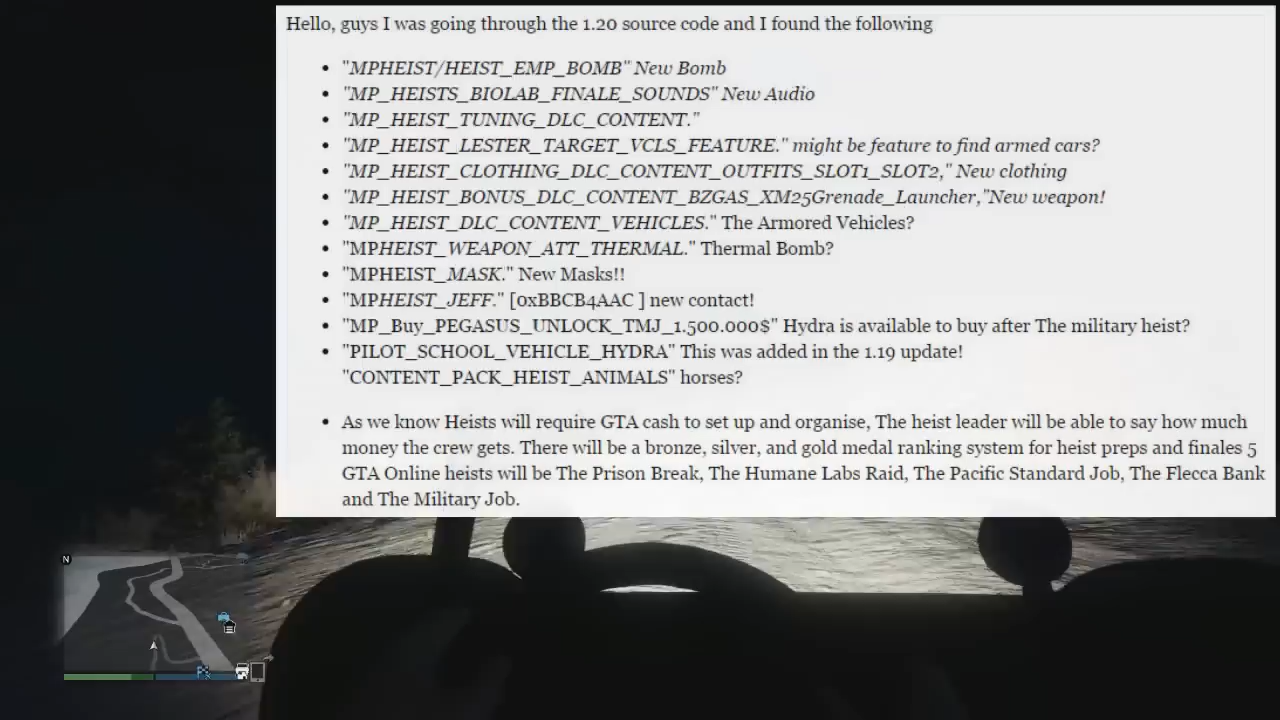 Hello, guys I was going through the 1.20 source code and I found the following
"MPHEIST/HEIST_EMP_BOMB" New Bomb
"MP_HEISTS_BIOLAB_FINALE_SOUNDS" New Audio
"MP_HEIST_TUNING_DLC_CONTENT."
"MP_HEIST_LESTER_TARGET_VCLS_FEATURE." might be feature to find armed cars?
"MP_HEIST_CLOTHING_DLC_CONTENT_OUTFITS_SLOT1_SLOT2," New clothing
"MP_HEIST_BONUS_DLC_CONTENT_BZGAS_XM25Grenade_Launcher,"New weapon!
"MP_HEIST_DLC_CONTENT_VEHICLES." The Armored Vehicles?
"MPHEIST_WEAPON_ATT_THERMAL." Thermal Bomb?
"MPHEIST_MASK." New Masks!!
"MPHEIST_JEFF." [0xBBCB4AAC ] new contact!
"MP_Buy_PEGASUS_UNLOCK_TMJ_1.500.000$" Hydra is available to buy after The military heist?
"PILOT_SCHOOL_VEHICLE_HYDRA" This was added in the 1.19 update!
"CONTENT_PACK_HEIST_ANIMALS" horses?
As we know Heists will require GTA cash to set up and organise, The heist leader will be able to say how much
money the crew gets. There will be a bronze, silver, and gold medal ranking system for heist preps and finales 5
GTA Online heists will be The Prison Break, The Humane Labs Raid, The Pacific Standard Job, The Flecca Bank
and The Military Job.
N